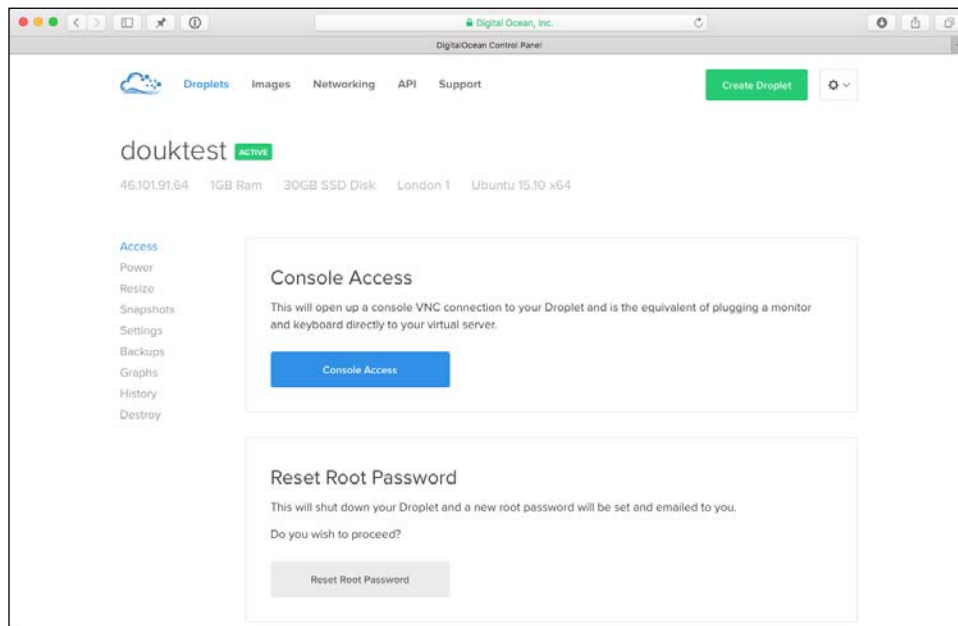 Digital Ocean, Inc.
DigitalOcean Control Panel
Droplets Images Networking API Support Create Droplet
douktest ACTIVE
46.101.91.64 1GB Ram 30GB SSD Disk London 1 Ubuntu 15.10 x64
Access
Power
Resize
Snapshots
Settings
Backups
Graphs
History
Destroy
Console Access
This will open up a console VNC connection to your Droplet and is the equivalent of plugging a monitor
and keyboard directly to your virtual server.
Console Access
Reset Root Password
This will shut down your Droplet and a new root password will be set and emailed to you.
Do you wish to proceed?
Reset Root Password